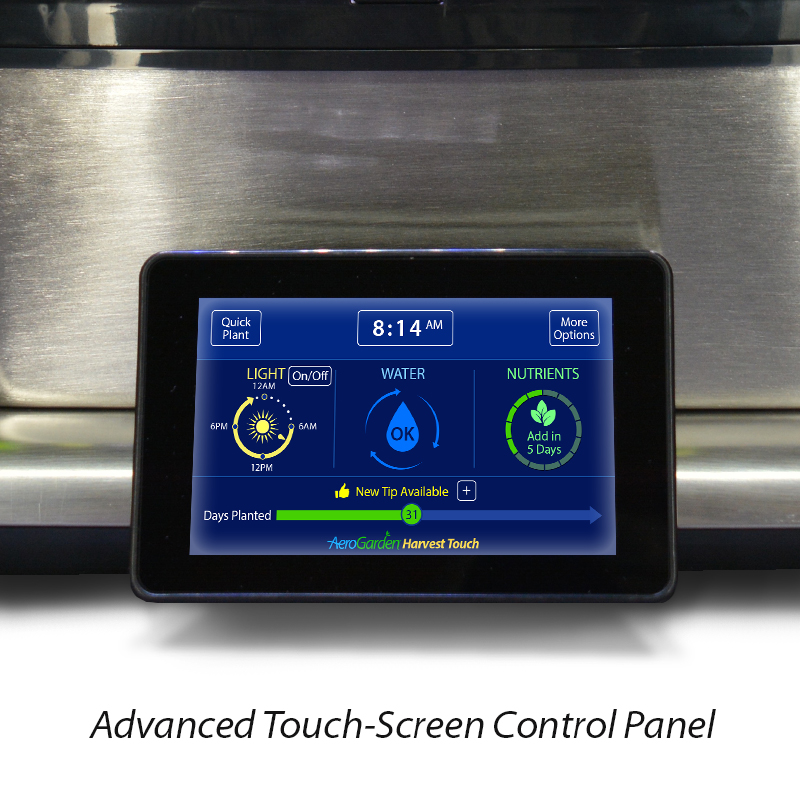 Quick
Plant
8:14 AM
More
Options
LIGHT On/Off
12AM
6PM
6AM
12PM
WATER
OK
NUTRIENTS
Add in
5 Days
New Tip Available +
Days Planted 31
AeroGarden Harvest Touch
Advanced Touch-Screen Control Panel